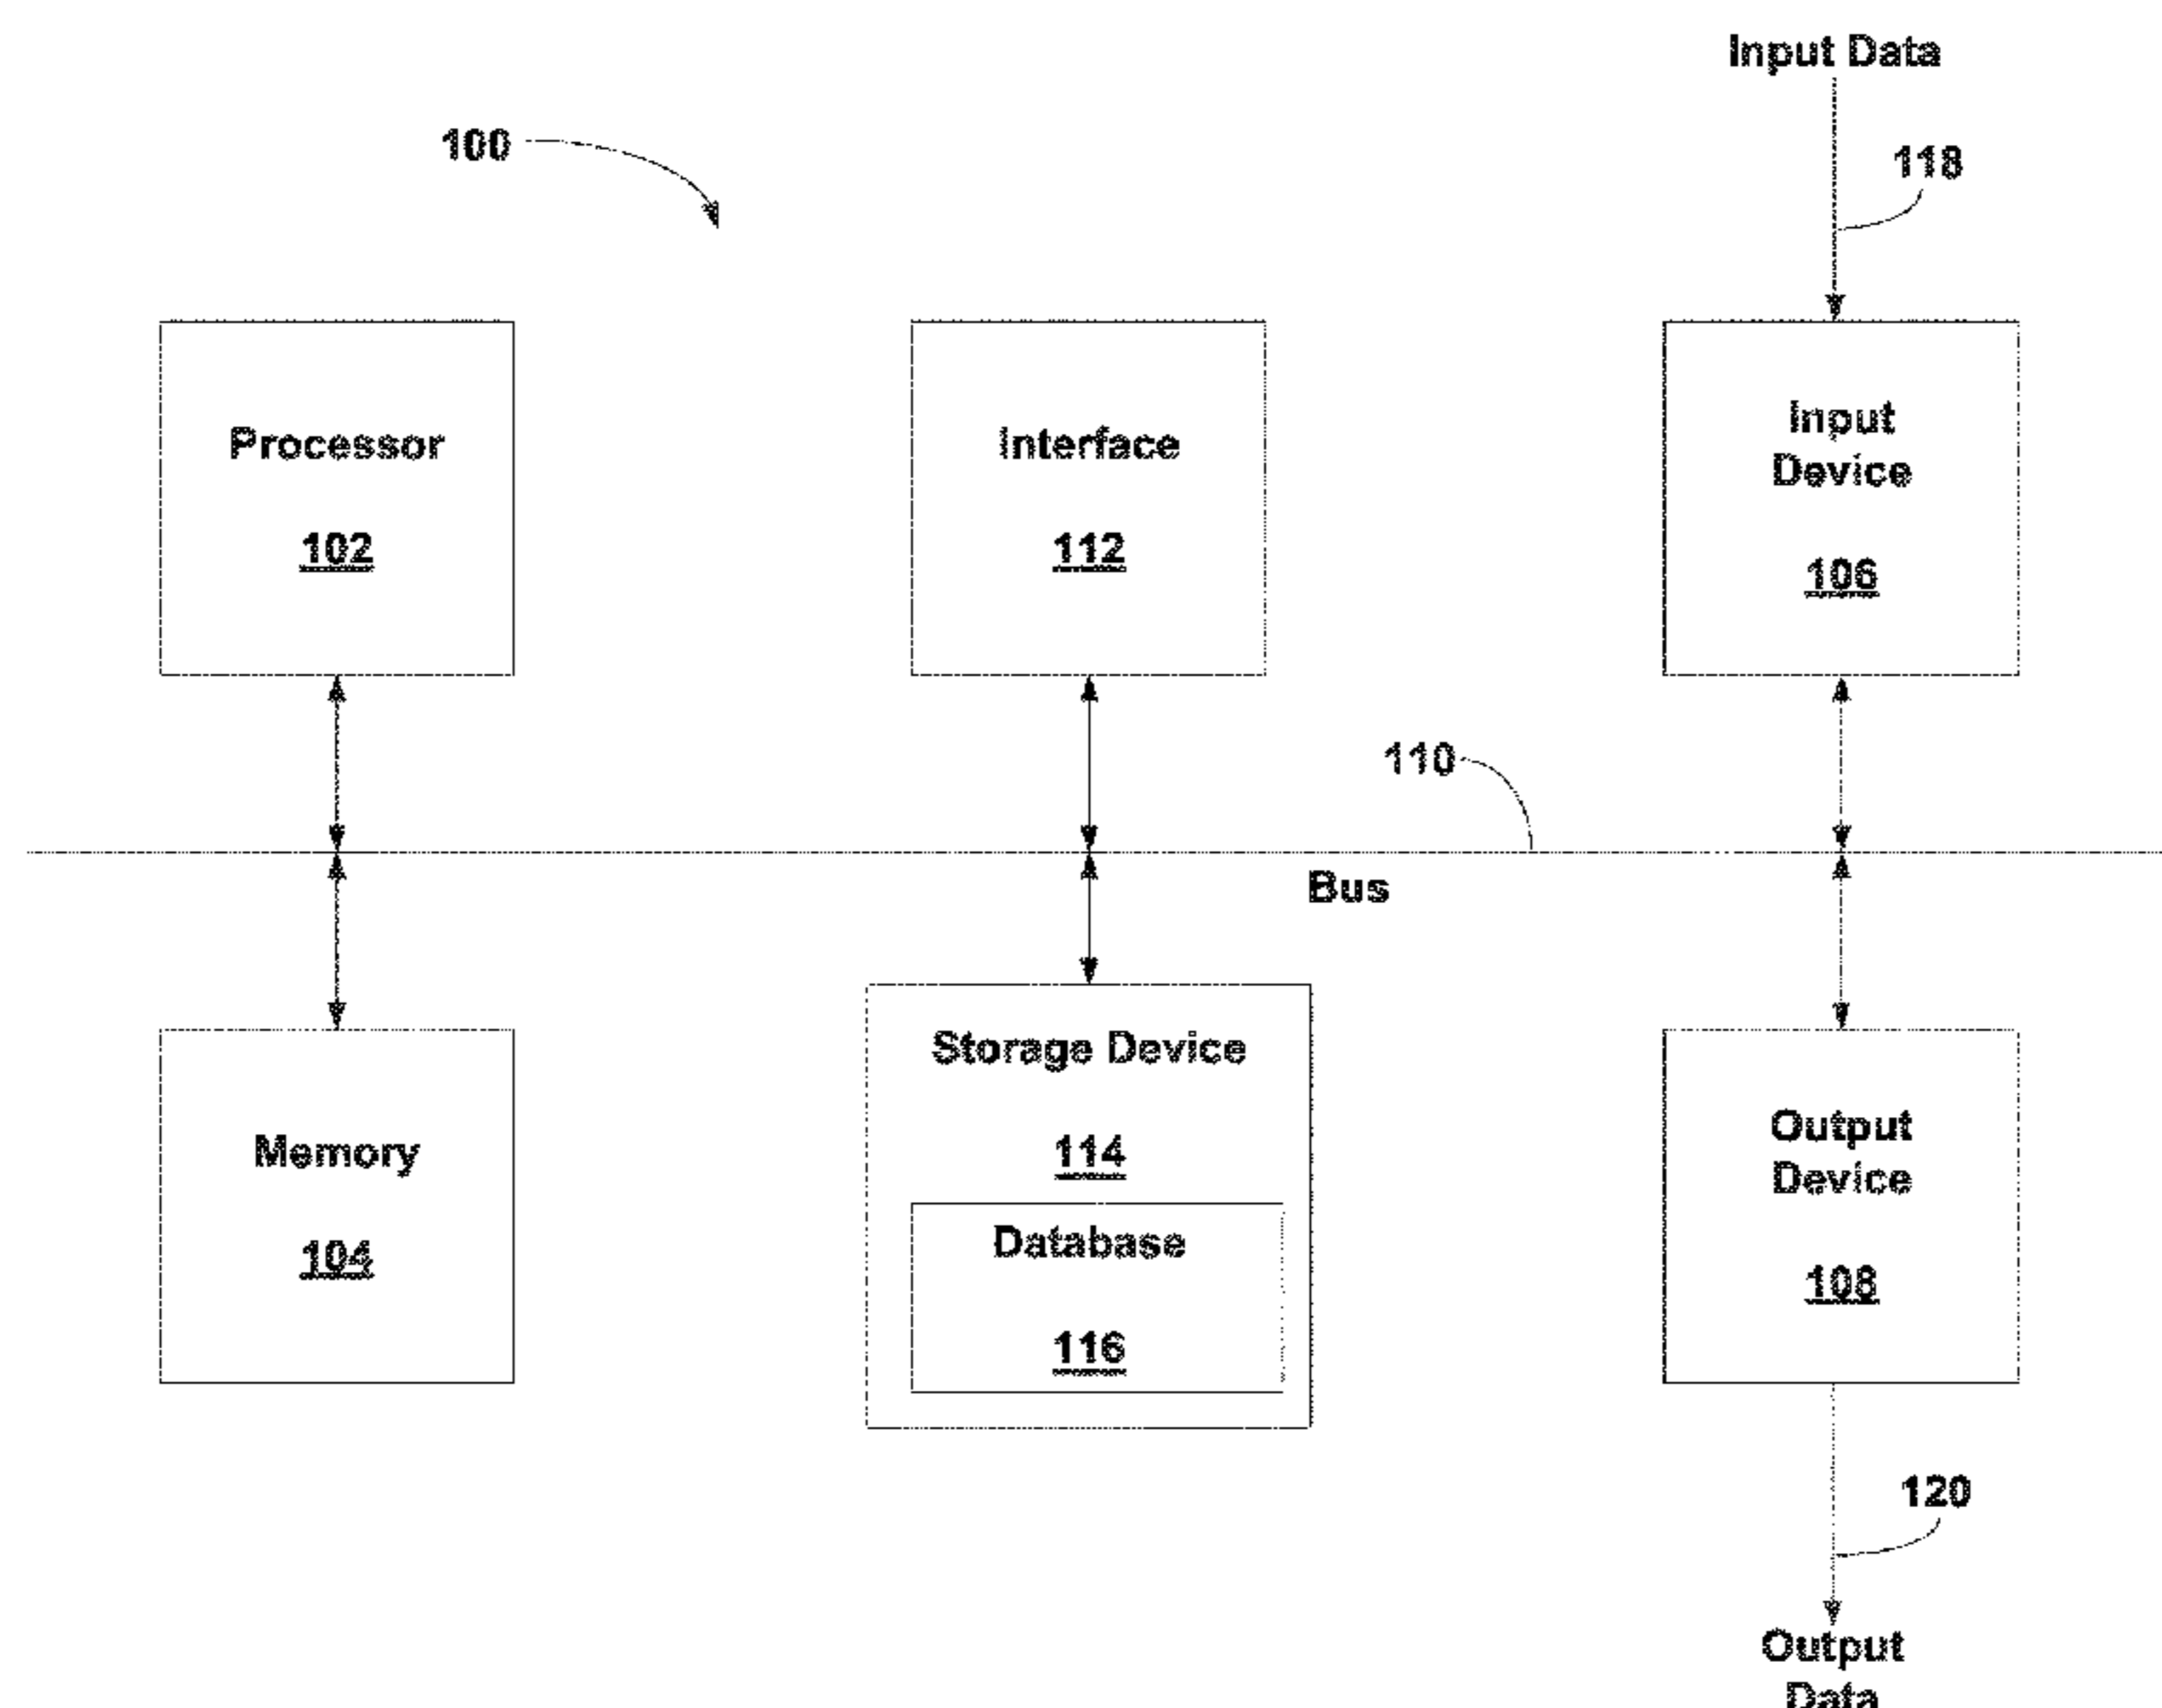 Input Data
100
118
Processor
102
Interface
112
Input
Device
106
110
Bus
Memory
104
Storage Device
114
Database
116
Output
Device
108
120
Output
Data